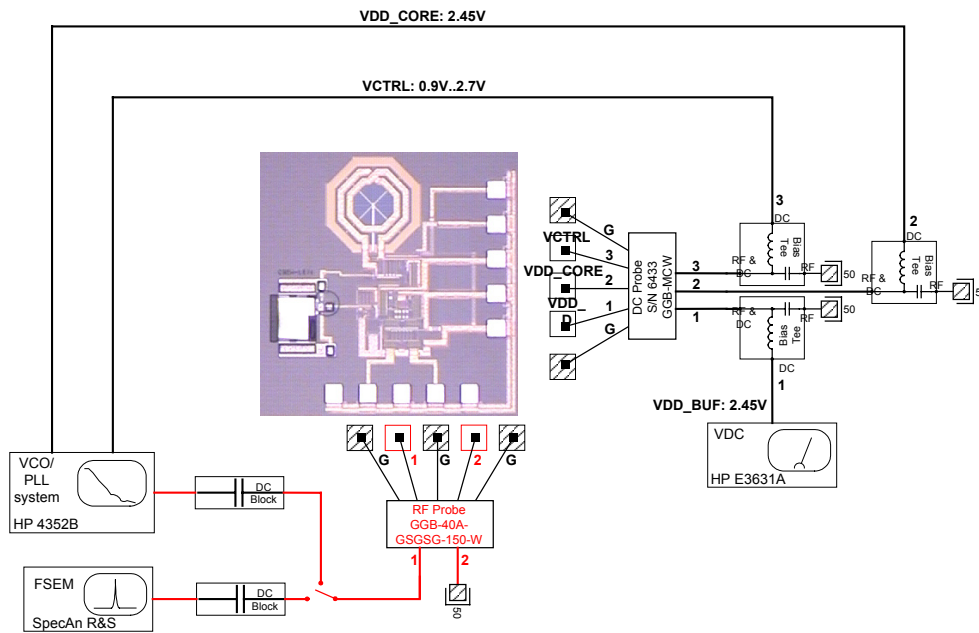 VDD_CORE: 2.45V
VCTRL: 0.9V..2.7V
3
DC
Bias
Tee
RF &
DC
RF
50
2
DC
Bias
Tee
RF &
DC
RF
G
VCTRL
3
VDD_CORE
2
VDD_
D
1
G
DC Probe
S/N 6433
GGB-MCW
3
2
1
RF &
DC
RF
50
Bias
Tee
DC
1
VDD_BUF: 2.45V
VDC
HP E3631A
G
1
G
2
G
RF Probe
GGB-40A-
GSGSG-150-W
1
2
50
VCO/
PLL
system
HP 4352B
DC
Block
FSEM
SpecAn R&S
DC
Block